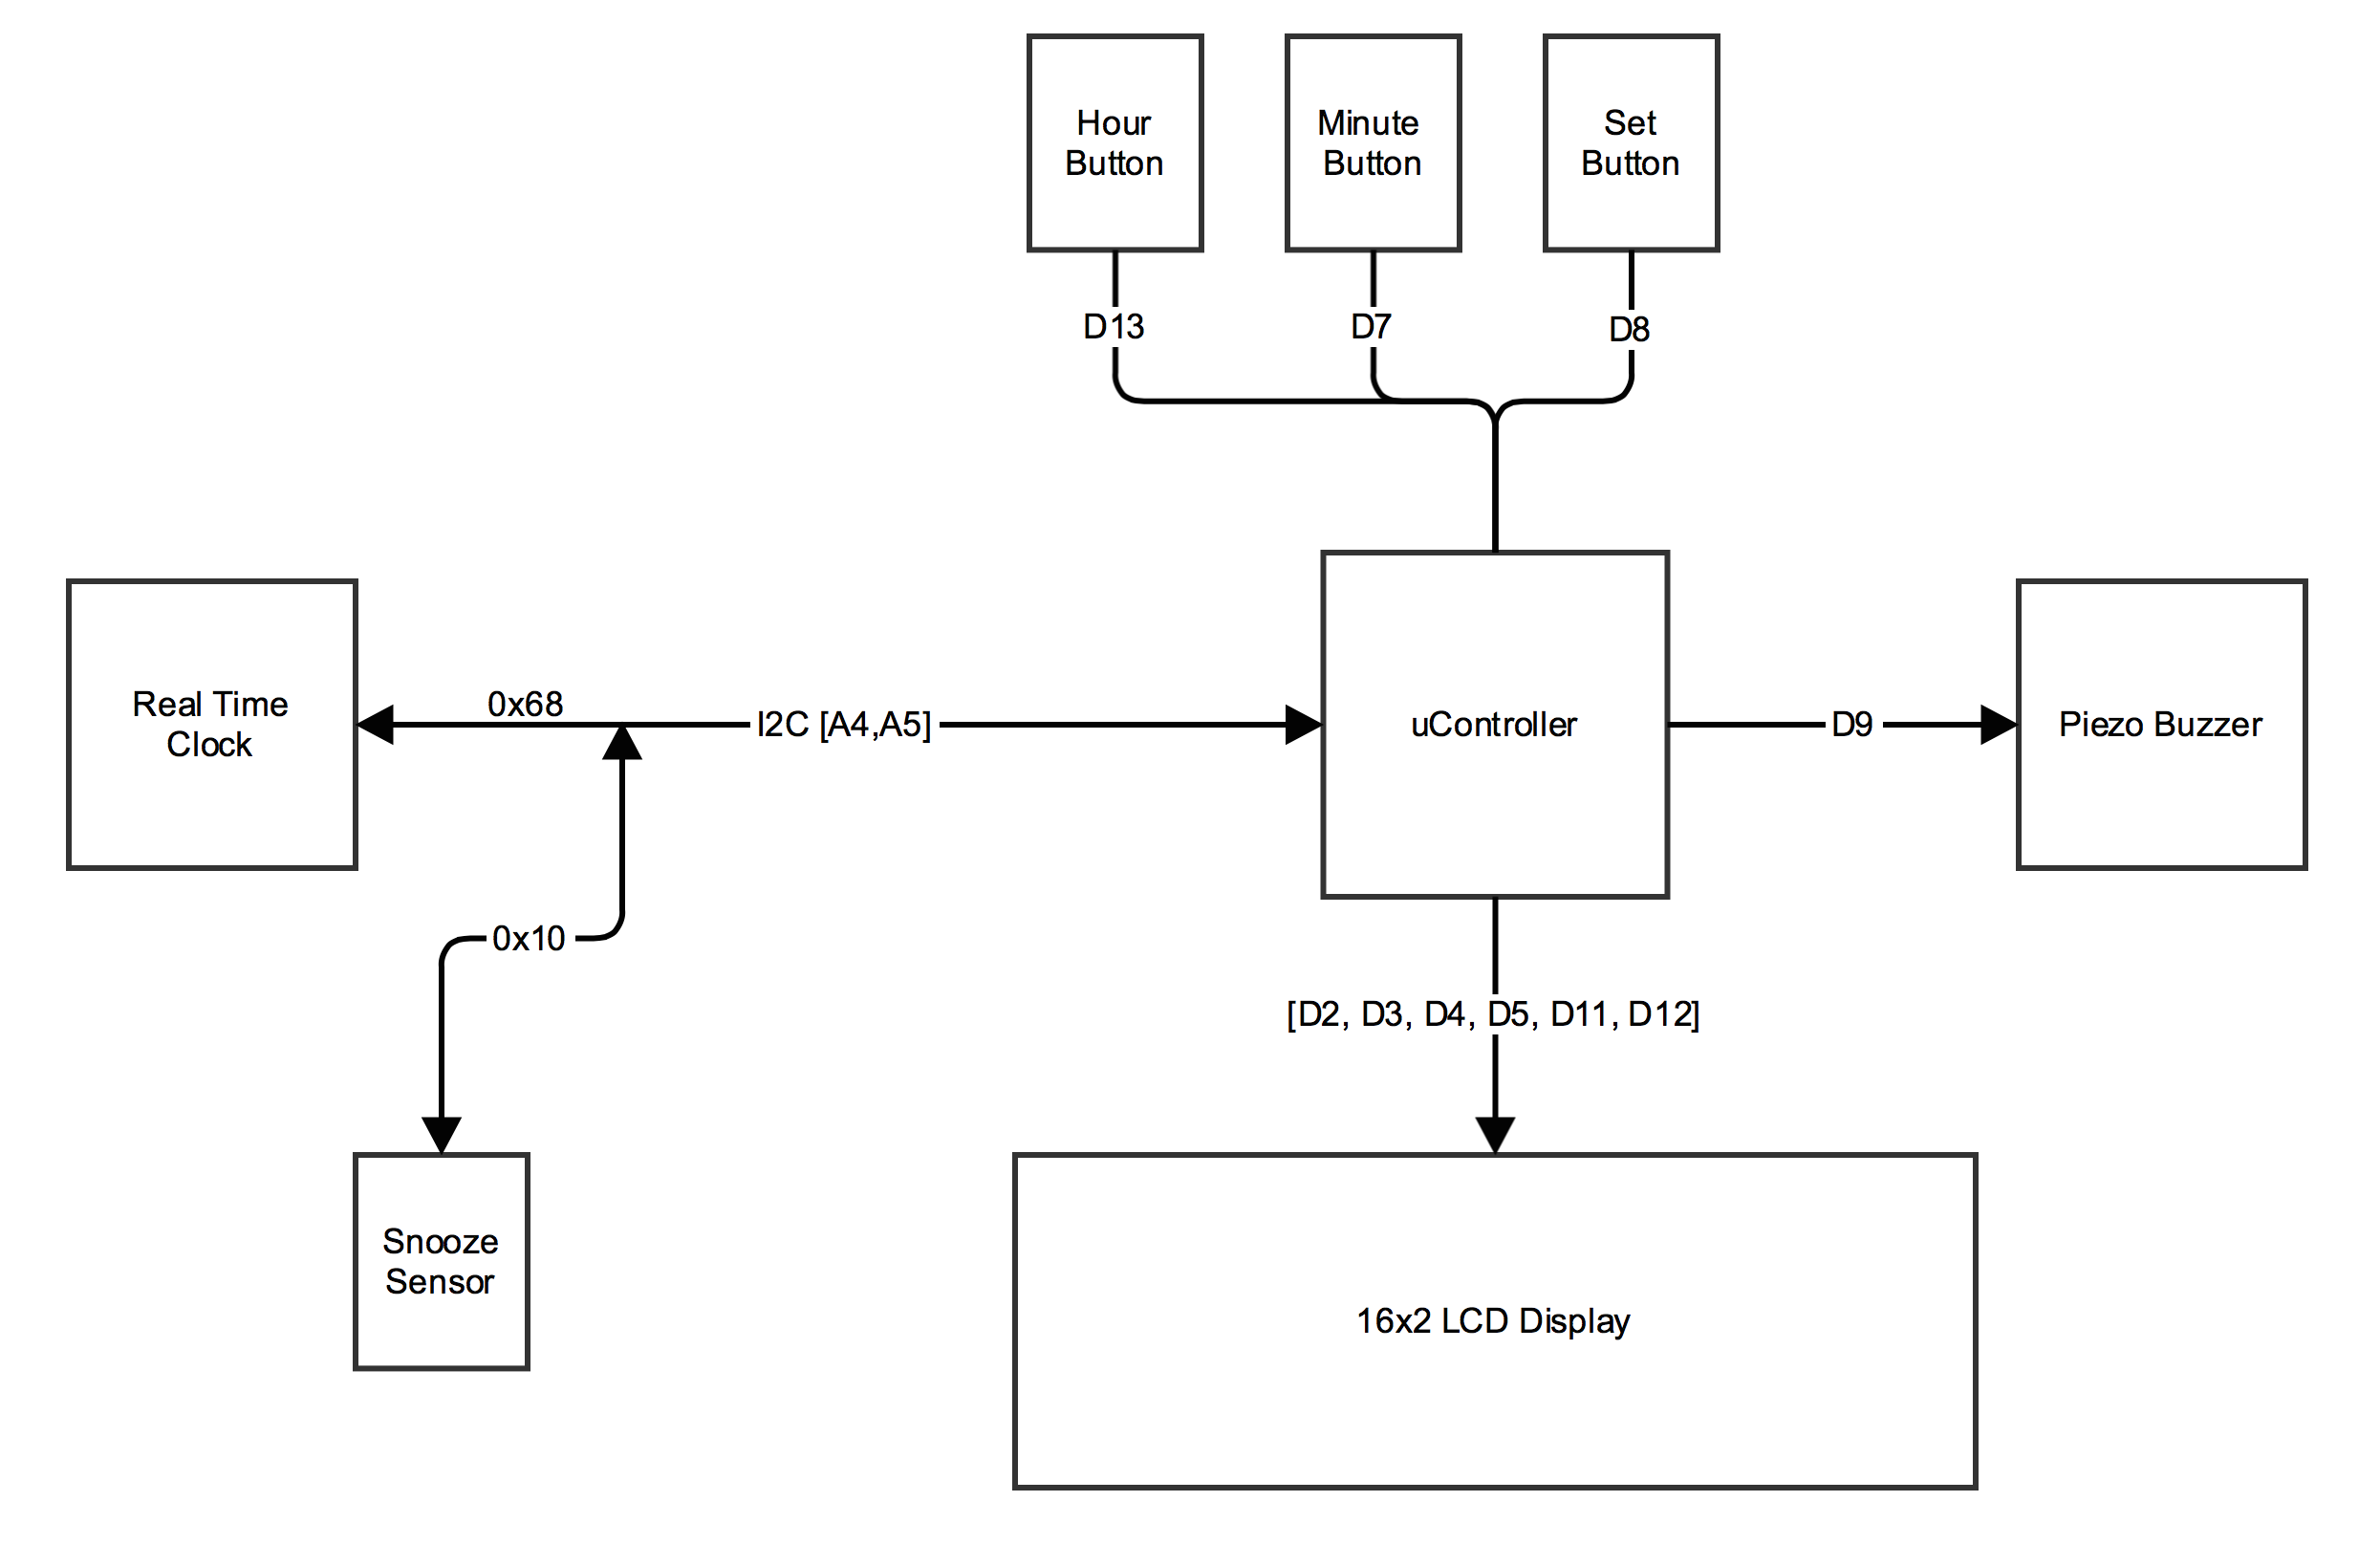 Hour
Button
Minute
Button
Set
Button
D13
D7
D8
Real Time
Clock
0x68
I2C [A4,A5]
uController
D9
Piezo Buzzer
0x10
[D2, D3, D4, D5, D11, D12]
Snooze
Sensor
16x2 LCD Display